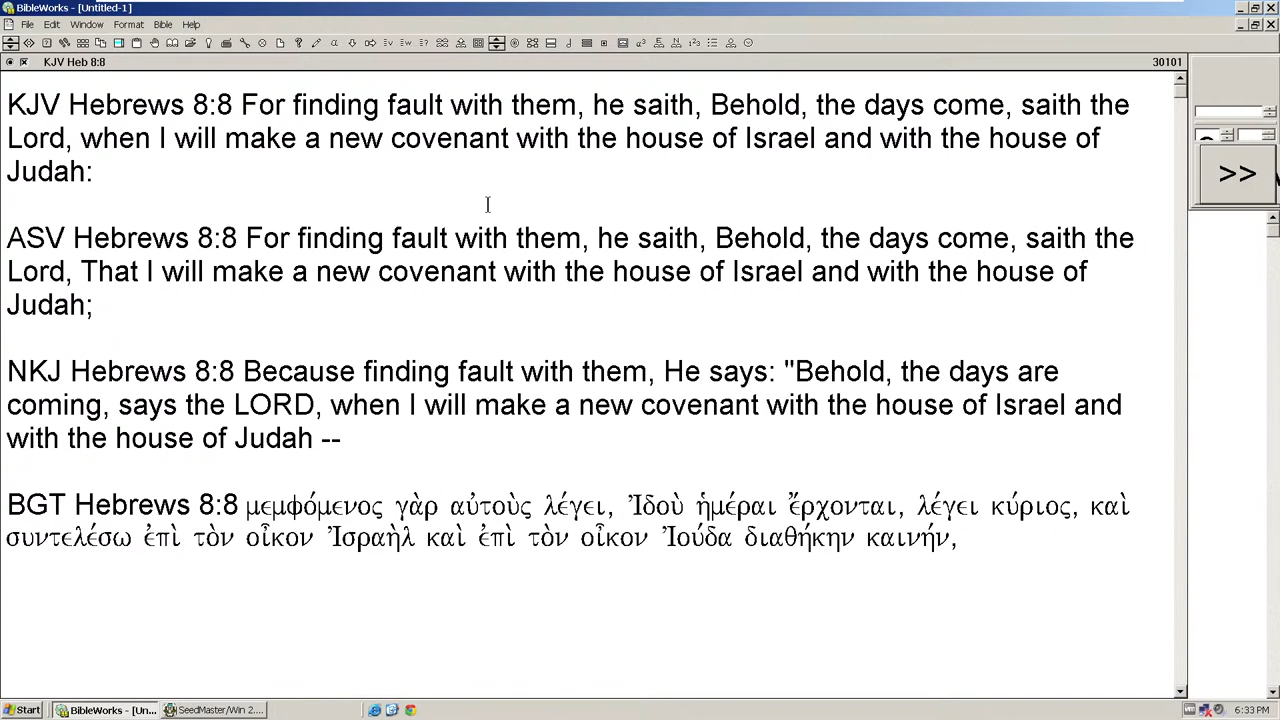 BibleWorks - [Untitled-1]
File Edit Window Format Bible Help
KJV Heb 8:8 30101
KJV Hebrews 8:8 For finding fault with them, he saith, Behold, the days come, saith the
Lord, when I will make a new covenant with the house of Israel and with the house of
Judah:
>>
ASV Hebrews 8:8 For finding fault with them, he saith, Behold, the days come, saith the
Lord, That I will make a new covenant with the house of Israel and with the house of
Judah;
NKJ Hebrews 8:8 Because finding fault with them, He says: "Behold, the days are
coming, says the LORD, when I will make a new covenant with the house of Israel and
with the house of Judah --
BGT Hebrews 8:8 μεμφόμενος γὰρ αὐτοὺς λέγει, Ἰδοὺ ἡμέραι ἔρχονται, λέγει κύριος, καὶ
συντελέσω ἐπὶ τὸν οἶκον Ἰσραὴλ καὶ ἐπὶ τὸν οἶκον Ἰούδα διαθήκην καινήν,
Start BibleWorks - [Un... SeedMaster/Win 2.... 6:33 PM